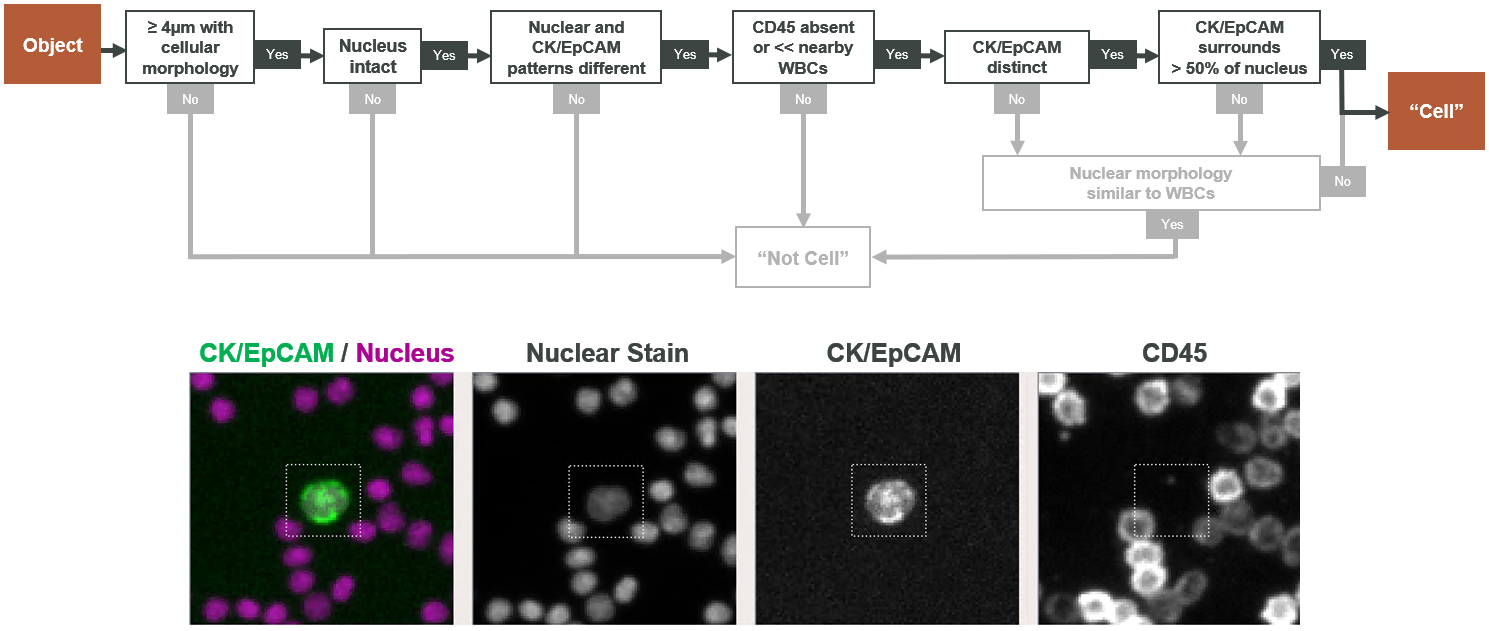 Object
≥ 4µm with
cellular
morphology
Yes
No
Nucleus
intact
Yes
No
Nuclear and
CK/EpCAM
patterns different
Yes
No
CD45 absent
or << nearby
WBCs
Yes
No
CK/EpCAM
distinct
Yes
No
CK/EpCAM
surrounds
> 50% of nucleus
Yes
No
“Cell”
Nuclear morphology
similar to WBCs
No
Yes
“Not Cell”
CK/EpCAM / Nucleus
Nuclear Stain
CK/EpCAM
CD45